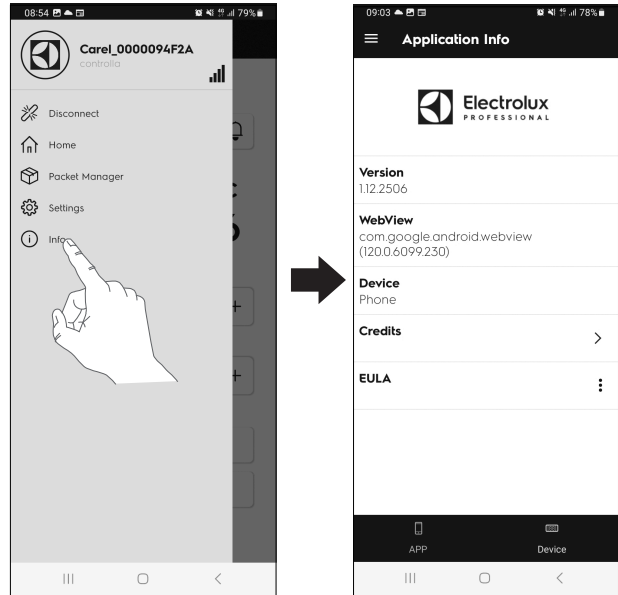 08:54
79%
Carel_0000094F2A
controlla
Disconnect
Home
Packet Manager
Settings
Info
C
09:03
78%
Application Info
Electrolux
PROFESSIONAL
Version
1.12.2506
WebView
com.google.android.webview
(120.0.6099.230)
Device
Phone
Credits
EULA
APP
Device